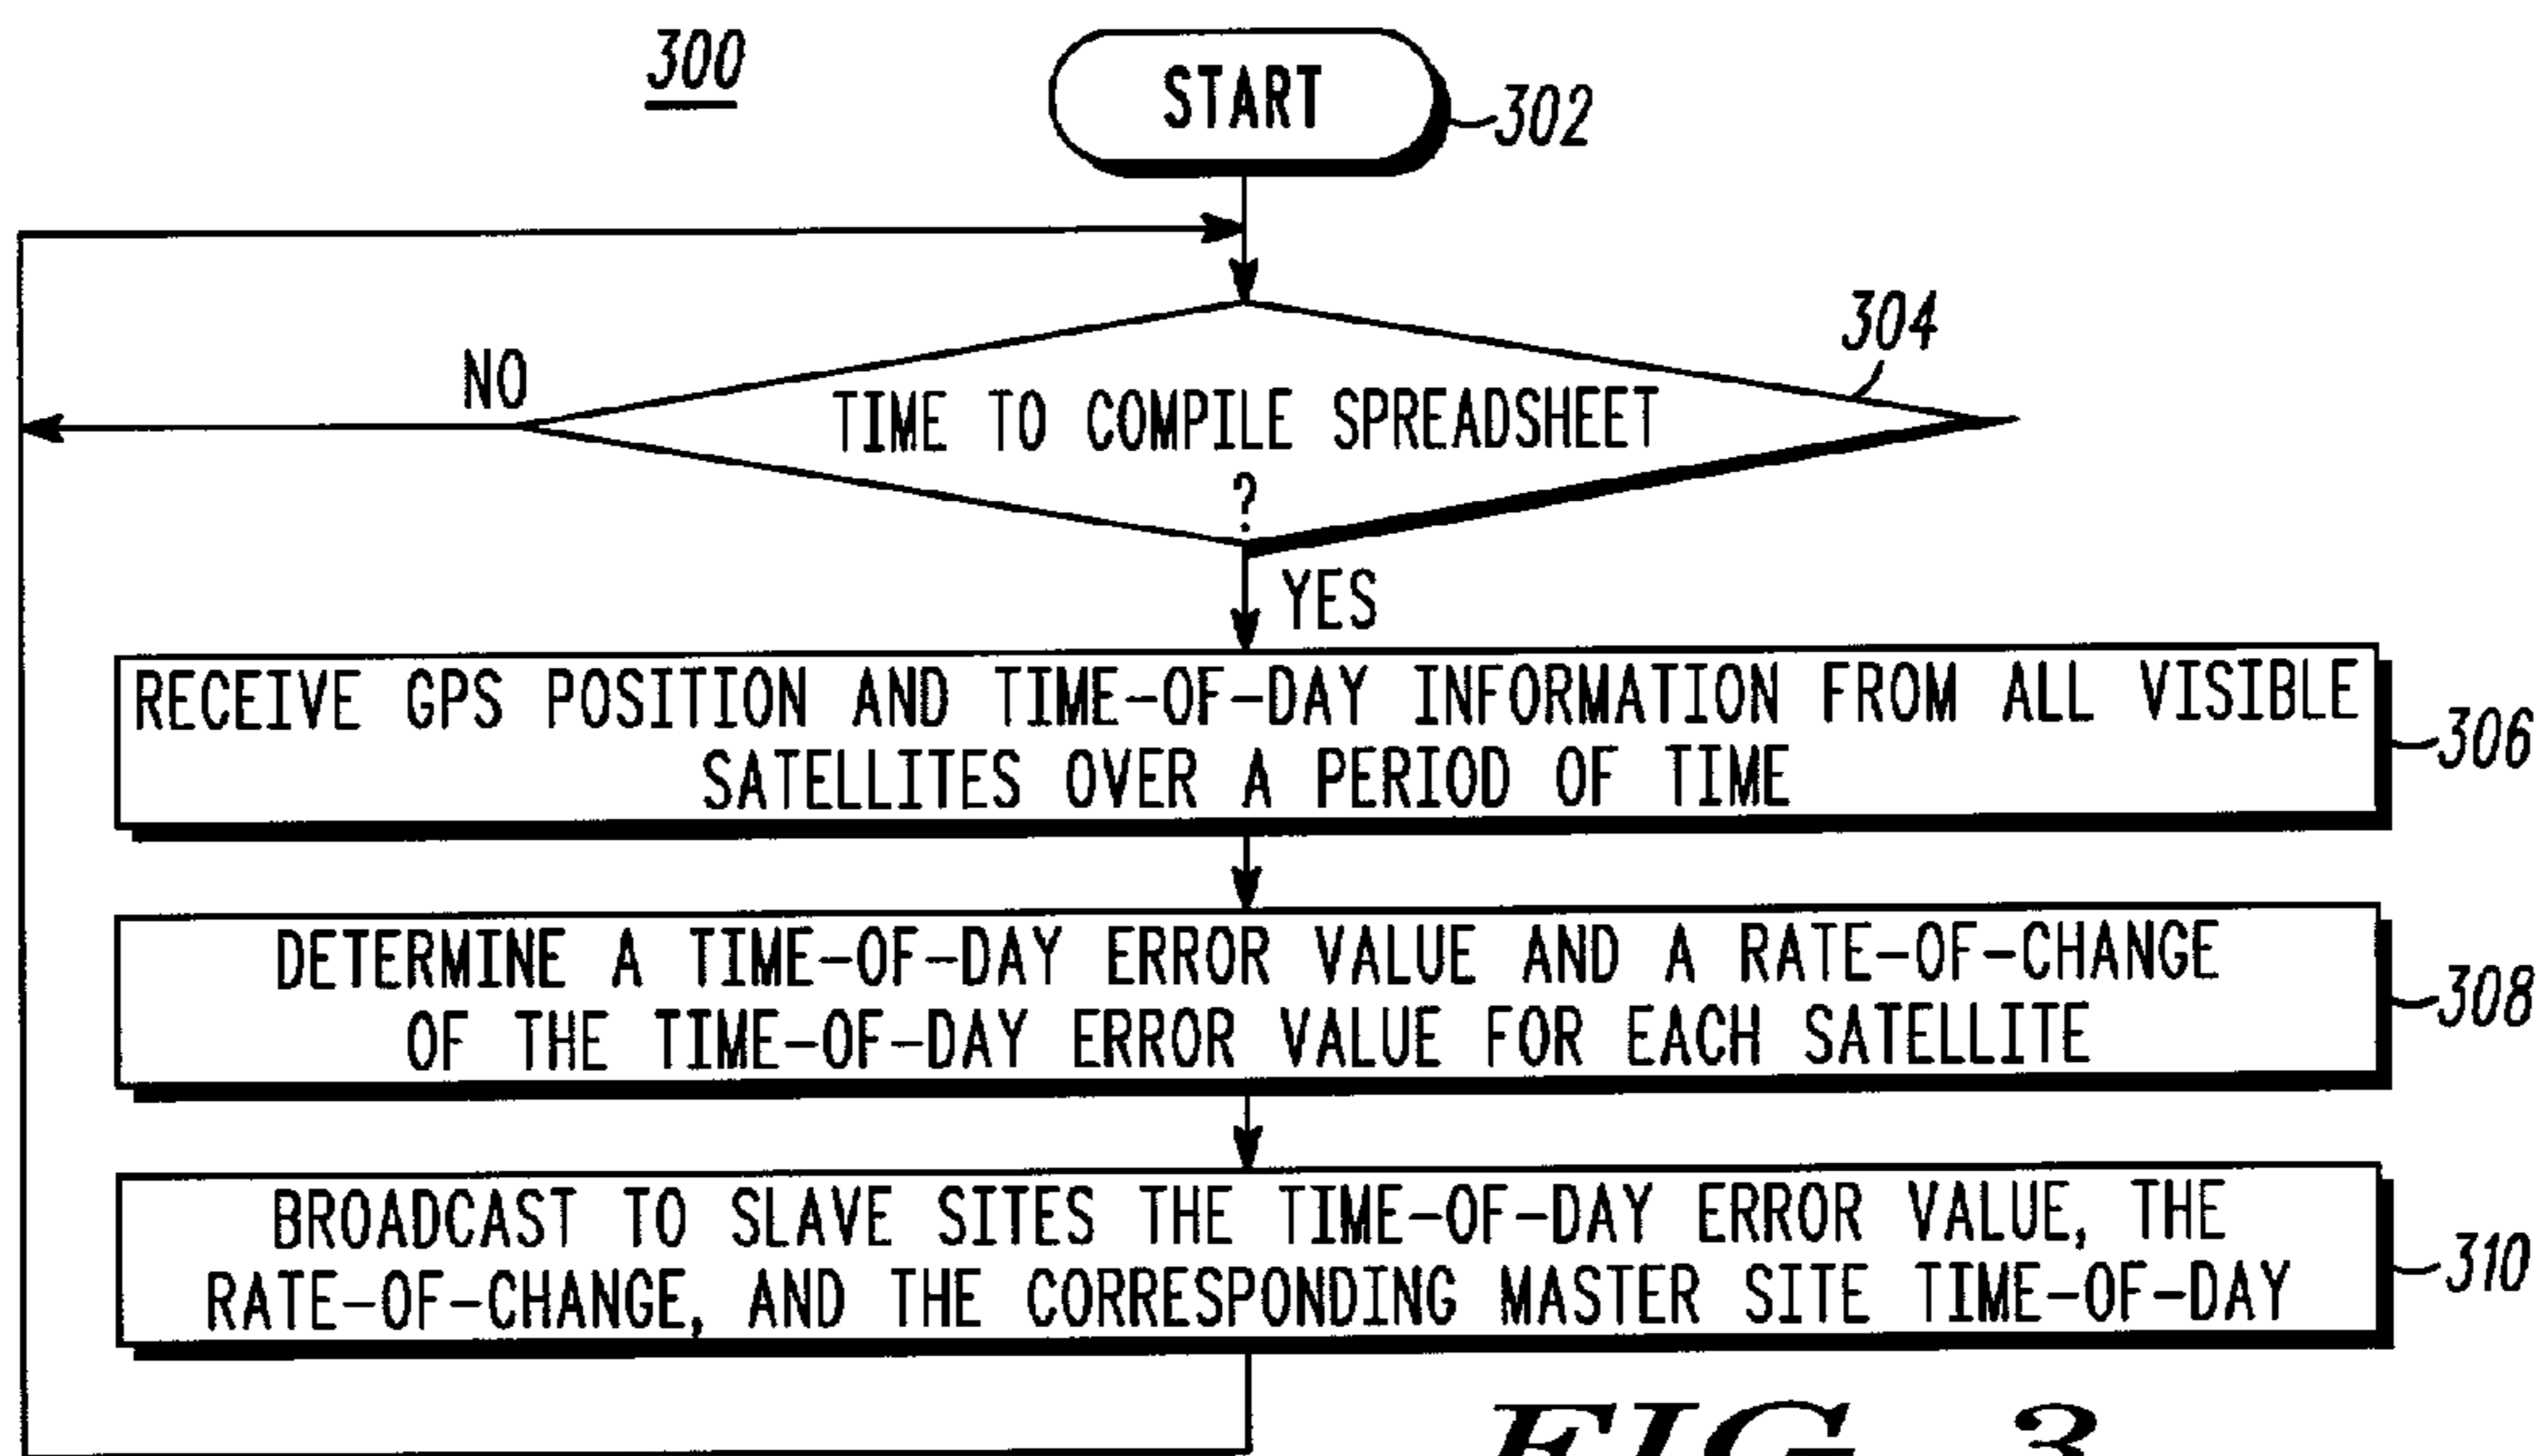 300
START
302
304
NO
TIME TO COMPILE SPREADSHEET
?
YES
RECEIVE GPS POSITION AND TIME-OF-DAY INFORMATION FROM ALL VISIBLE
SATELLITES OVER A PERIOD OF TIME
306
DETERMINE A TIME-OF-DAY ERROR VALUE AND A RATE-OF-CHANGE
OF THE TIME-OF-DAY ERROR VALUE FOR EACH SATELLITE
308
BROADCAST TO SLAVE SITES THE TIME-OF-DAY ERROR VALUE, THE
RATE-OF-CHANGE, AND THE CORRESPONDING MASTER SITE TIME-OF-DAY
310
FIG. 3